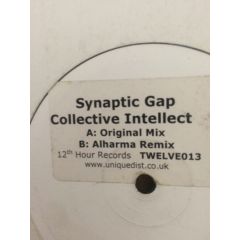 Synaptic Gap
Collective Intellect
A: Original Mix
B: Alharma Remix
12th Hour Records TWELVE013
www.uniquedist.co.uk